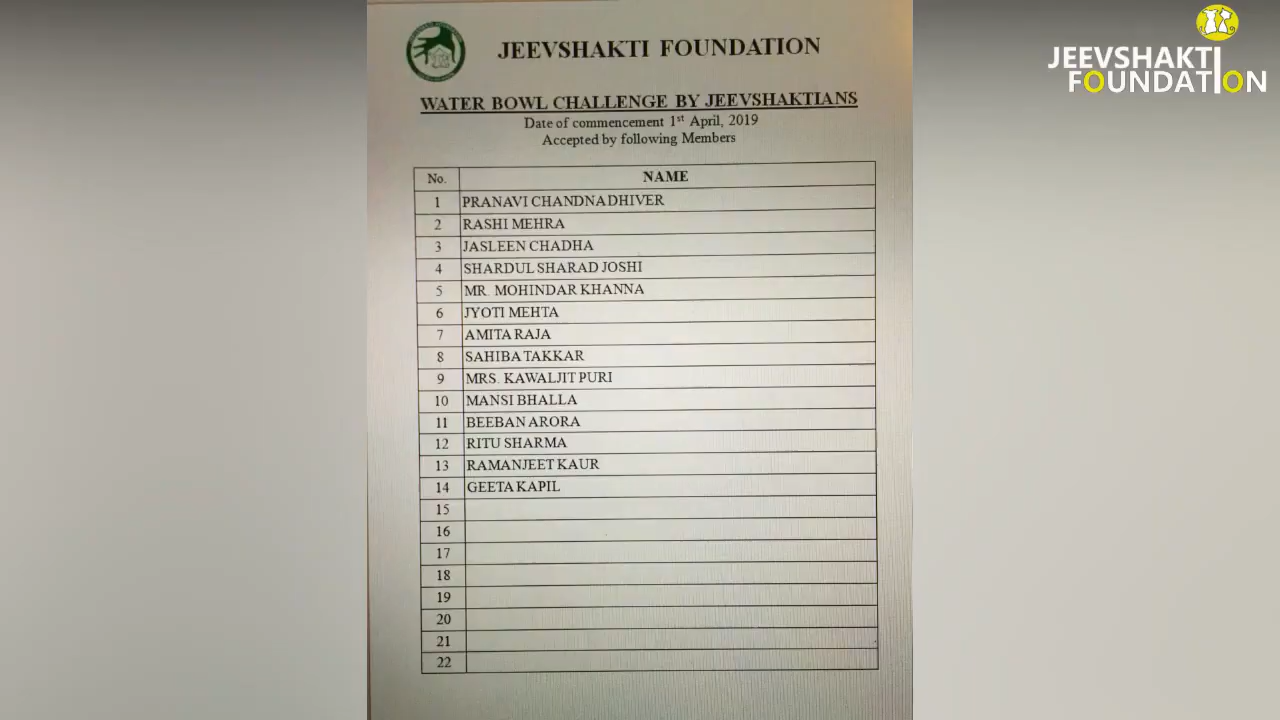 JEEVSHAKTI FOUNDATION
JEEVSHAKTI
FOUNDATION
WATER BOWL CHALLENGE BY JEEVSHAKTIANS
Date of commencement 1st April, 2019
Accepted by following Members
No. NAME
1 PRANAVI CHANDNA DHIVER
2 RASHI MEHRA
3 JASLEEN CHADHA
4 SHARDUL SHARAD JOSHI
5 MR. MOHINDAR KHANNA
6 JYOTI MEHTA
7 AMITA RAJA
8 SAHIBA TAKKAR
9 MRS. KAWALJIT PURI
10 MANSI BHALLA
11 BEEBAN ARORA
12 RITU SHARMA
13 RAMANJEET KAUR
14 GEETA KAPIL
15
16
17
18
19
20
21
22